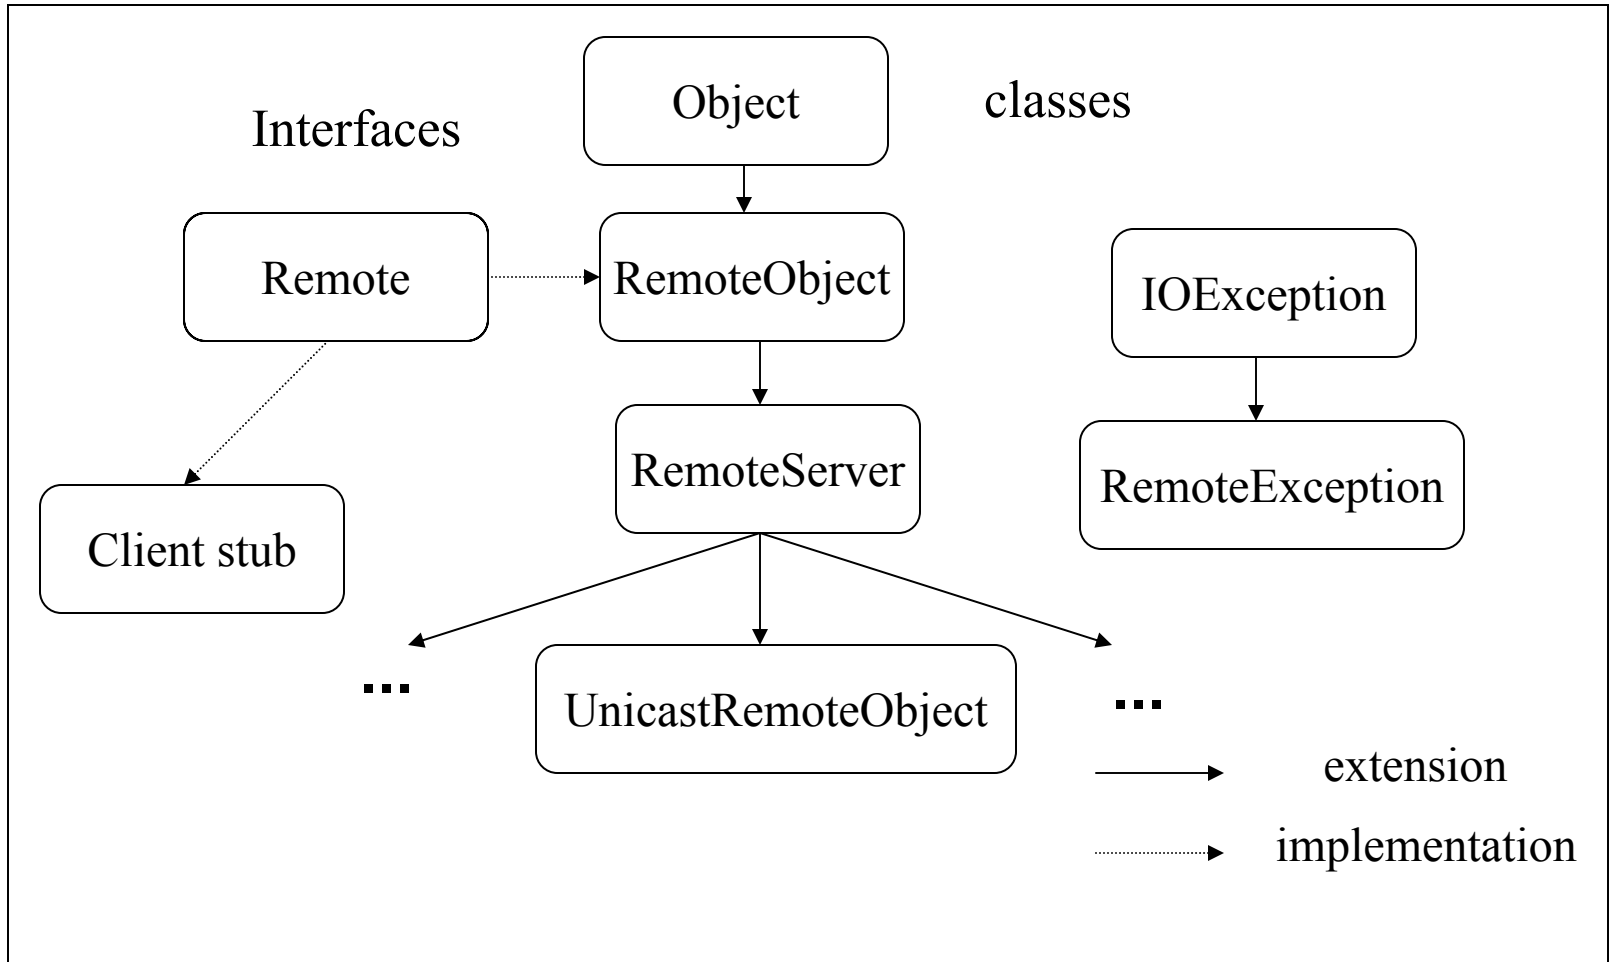 Object
classes
Interfaces
Remote
RemoteObject
IOException
RemoteServer
RemoteException
Client stub
...
UnicastRemoteObject
...
extension
implementation